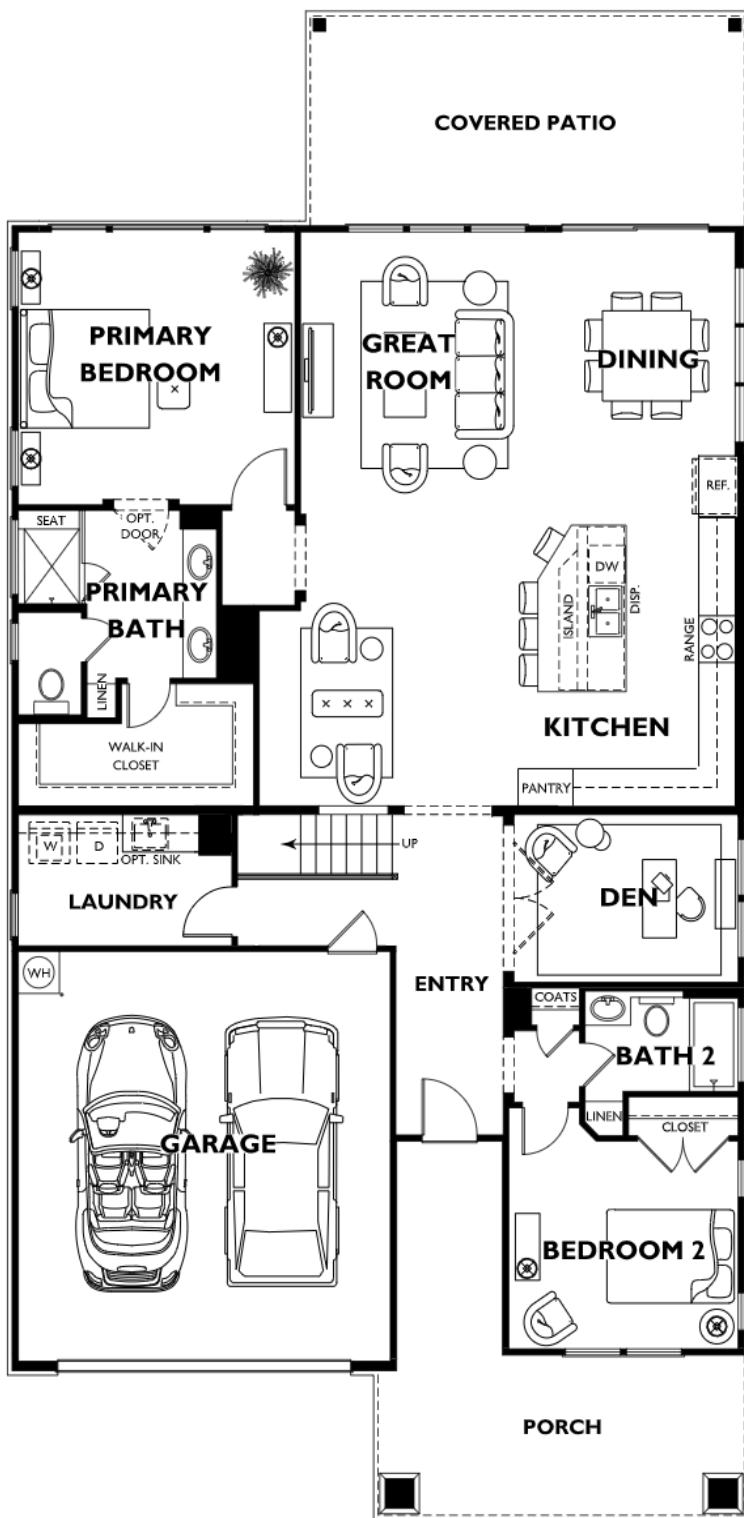 COVERED PATIO
PRIMARY
BEDROOM
GREAT
ROOM
DINING
REF.
SEAT
OPT.
DOOR
PRIMARY
BATH
LINEN
WALK-IN
CLOSET
DW
ISLAND
DISP.
RANGE
KITCHEN
PANTRY
UP
W
D
OPT. SINK
LAUNDRY
DEN
WH
ENTRY
COATS
BATH 2
LINEN
CLOSET
GARAGE
BEDROOM 2
PORCH